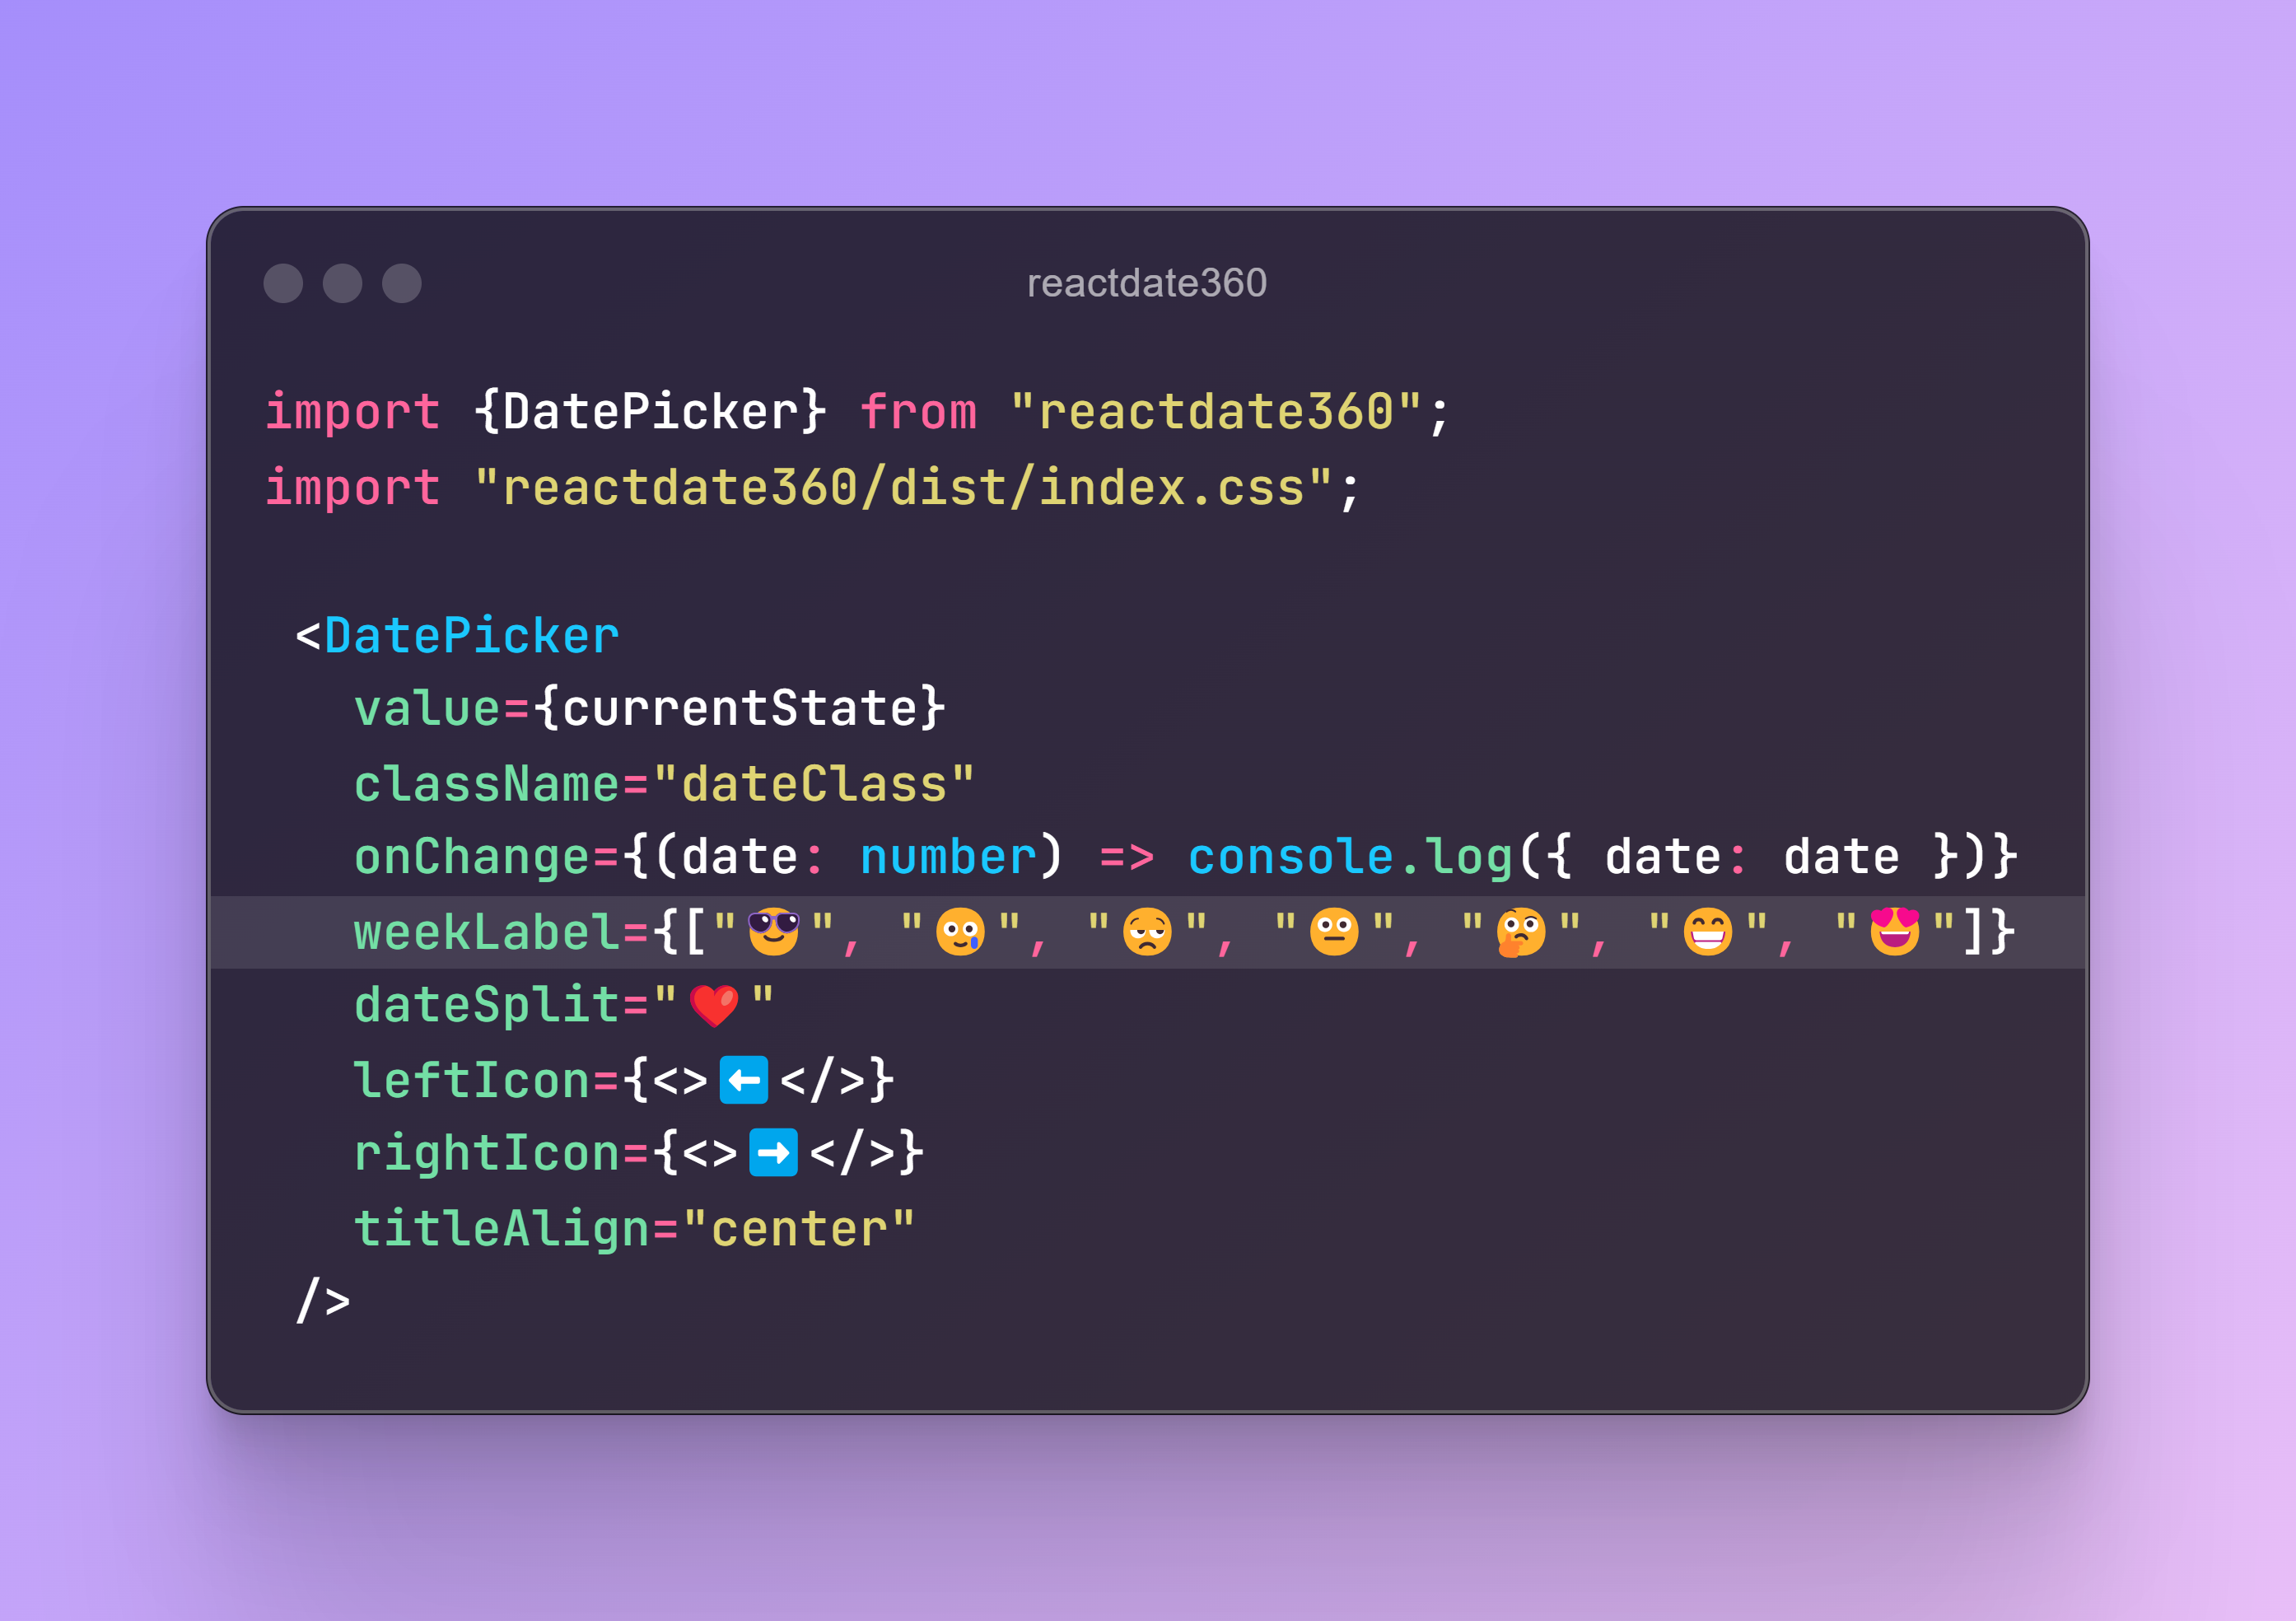 reactdate360
import {DatePicker} from "reactdate360";
import "reactdate360/dist/index.css";
<DatePicker
value={currentState}
className="dateClass"
onChange={(date: number) => console.log({ date: date })}
weekLabel={["😎", "🥲", "😒", "😐", "🤔", "😁", "😍"]}
dateSplit="❤️"
leftIcon={<>⬅️</>}
rightIcon={<>➡️</>}
titleAlign="center"
/>